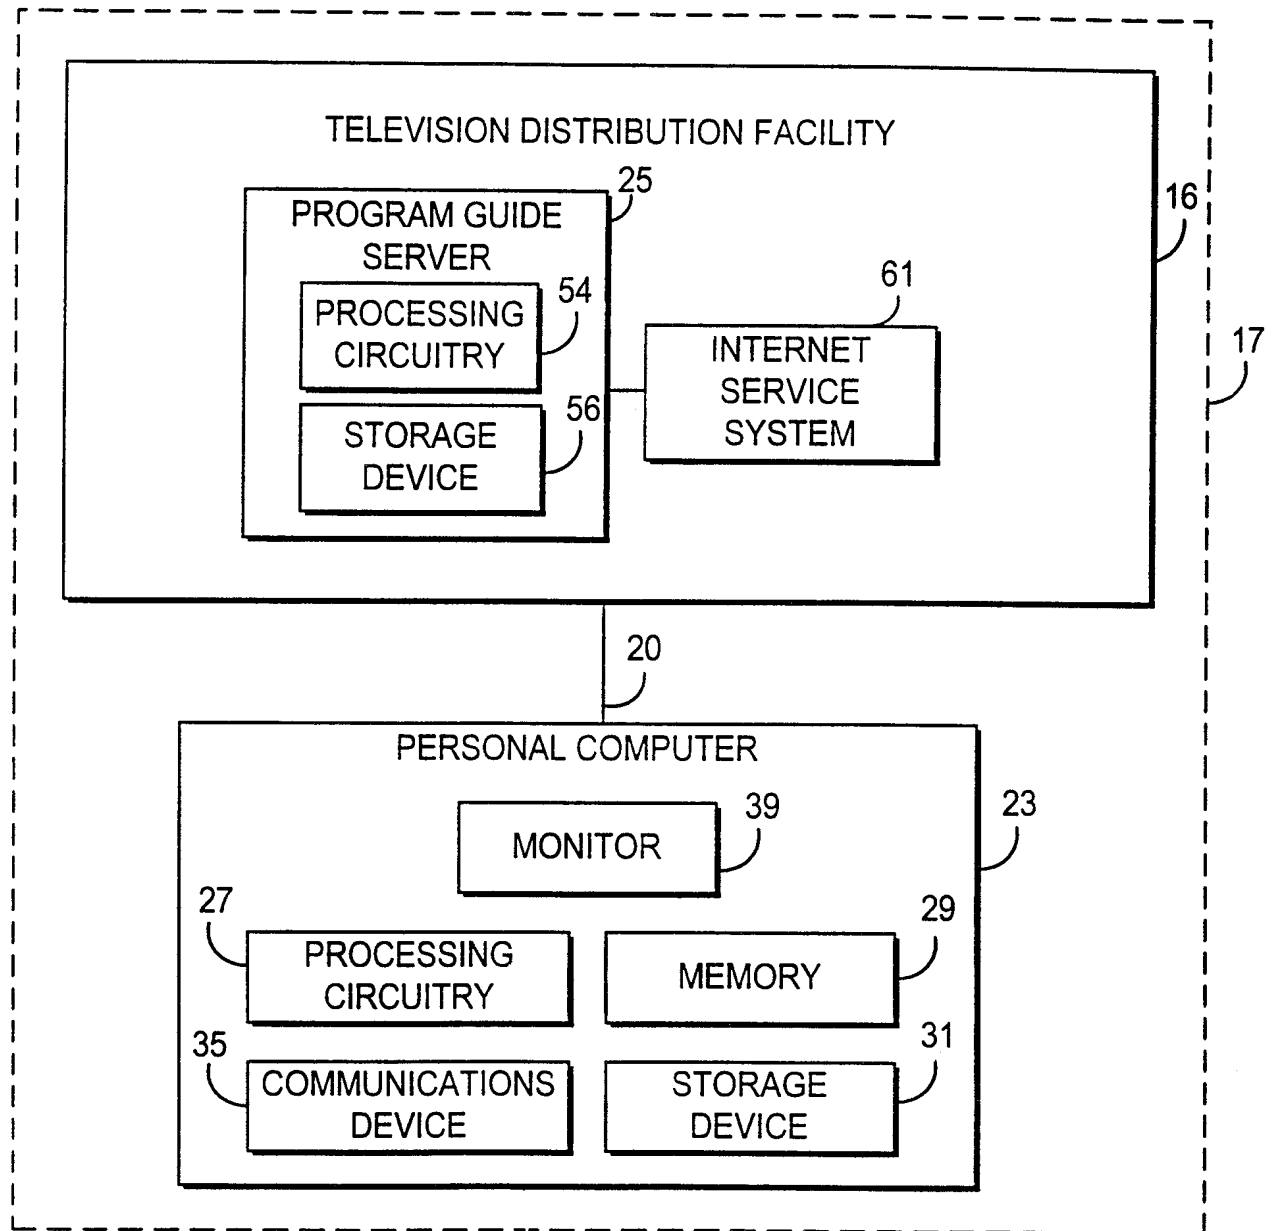 TELEVISION DISTRIBUTION FACILITY
25
16
PROGRAM GUIDE
SERVER
61
54
PROCESSING
CIRCUITRY
INTERNET
SERVICE
SYSTEM
17
56
STORAGE
DEVICE
20
PERSONAL COMPUTER
39
23
MONITOR
27
29
PROCESSING
CIRCUITRY
MEMORY
35
31
COMMUNICATIONS
DEVICE
STORAGE
DEVICE